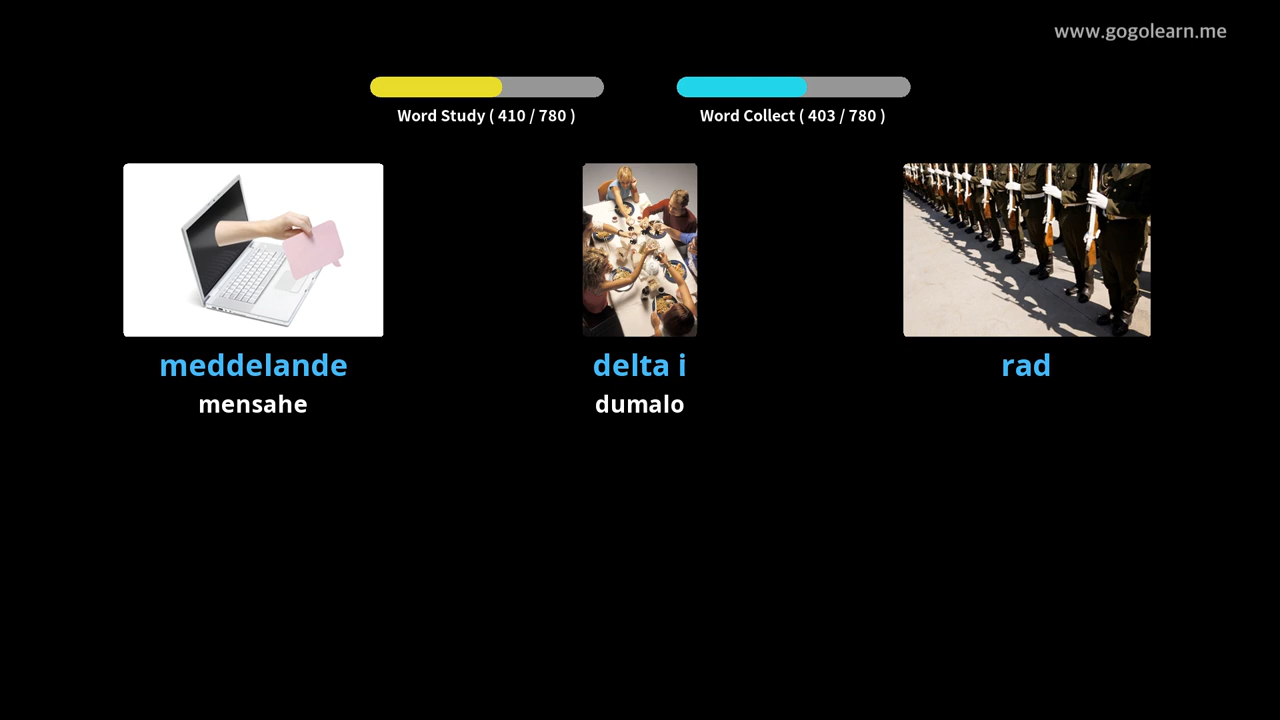 www.gogolearn.me
Word Study ( 410 / 780 )
Word Collect ( 403 / 780 )
meddelande
mensahe
delta i
dumalo
rad